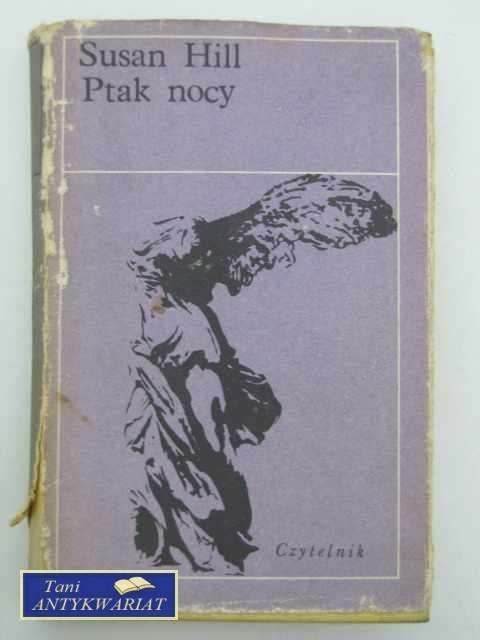 Susan Hill
Ptak nocy
Czytelnik
Tani
ANTYKWARIAT